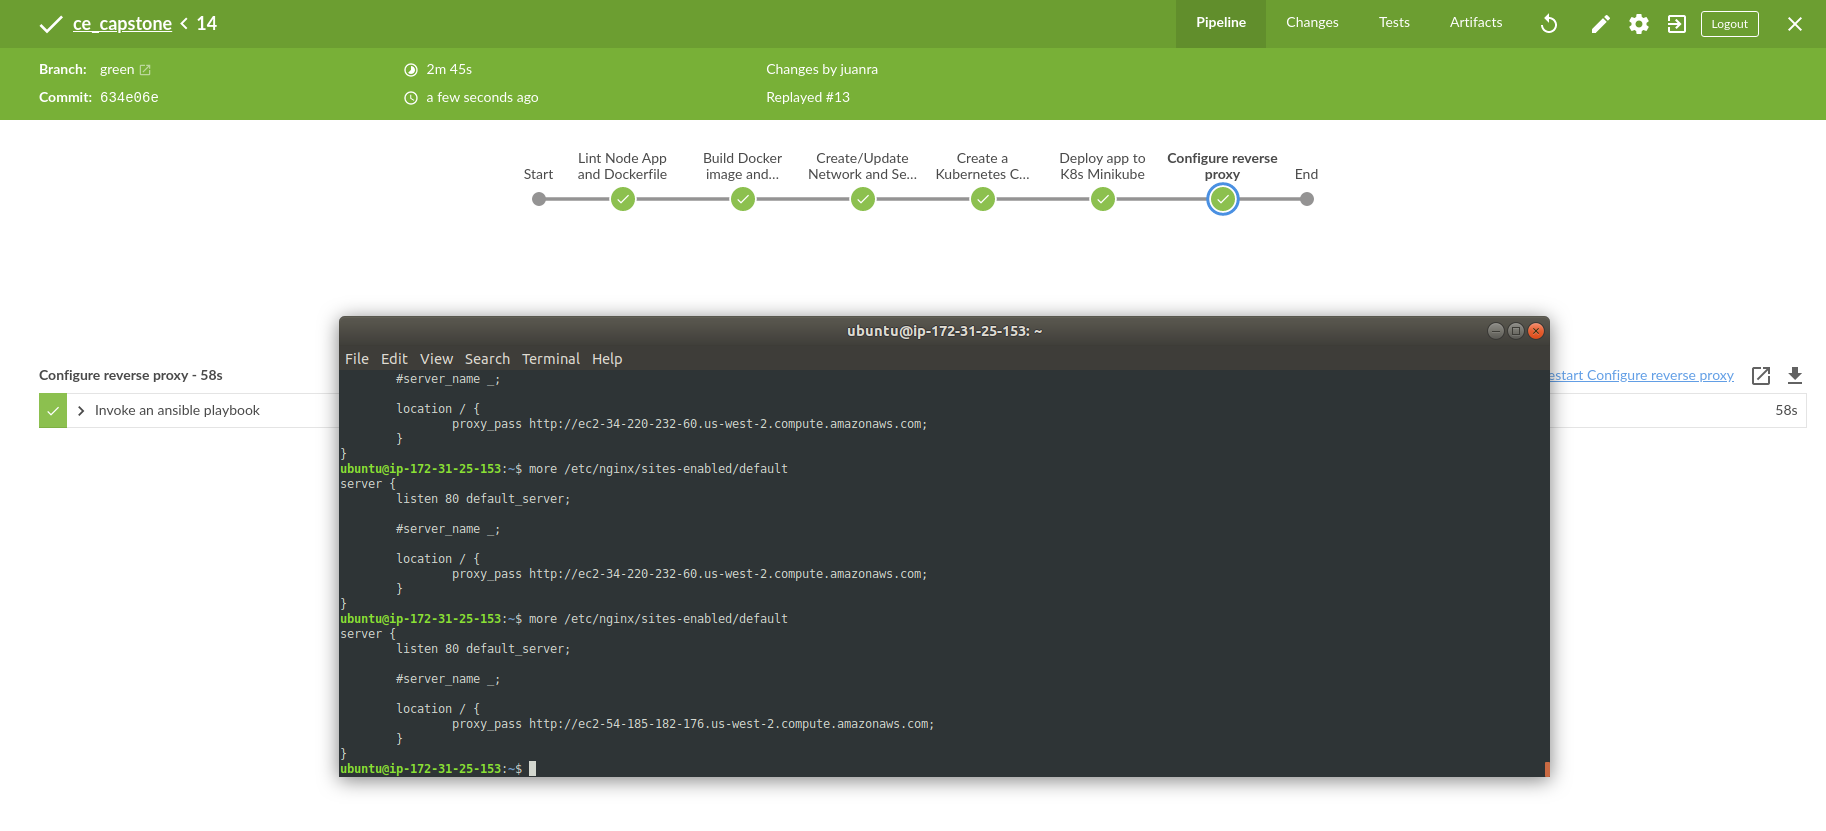 ce_capstone < 14
Pipeline Changes Tests Artifacts Logout
Branch: green 2m 45s Changes by juanra
Commit: 634e06e a few seconds ago Replayed #13
Start
Lint Node App
and Dockerfile
Build Docker
image and...
Create/Update
Network and Se...
Create a
Kubernetes C...
Deploy app to
K8s Minikube
Configure reverse
proxy
End
Configure reverse proxy - 58s
estart Configure reverse proxy
Invoke an ansible playbook
58s
ubuntu@ip-172-31-25-153: ~
File Edit View Search Terminal Help
#server_name _;
location / {
proxy_pass http://ec2-34-220-232-60.us-west-2.compute.amazonaws.com;
}
}
ubuntu@ip-172-31-25-153:~$ more /etc/nginx/sites-enabled/default
server {
listen 80 default_server;
#server_name _;
location / {
proxy_pass http://ec2-34-220-232-60.us-west-2.compute.amazonaws.com;
}
}
ubuntu@ip-172-31-25-153:~$ more /etc/nginx/sites-enabled/default
server {
listen 80 default_server;
#server_name _;
location / {
proxy_pass http://ec2-54-185-182-176.us-west-2.compute.amazonaws.com;
}
}
ubuntu@ip-172-31-25-153:~$